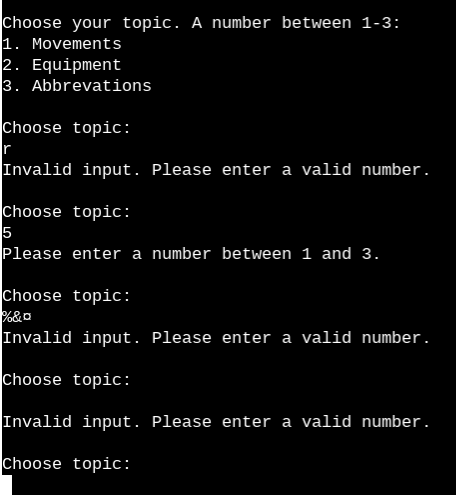 Choose your topic. A number between 1-3:
1. Movements
2. Equipment
3. Abbrevations
Choose topic:
r
Invalid input. Please enter a valid number.
Choose topic:
5
Please enter a number between 1 and 3.
Choose topic:
%&¤
Invalid input. Please enter a valid number.
Choose topic:
Invalid input. Please enter a valid number.
Choose topic: